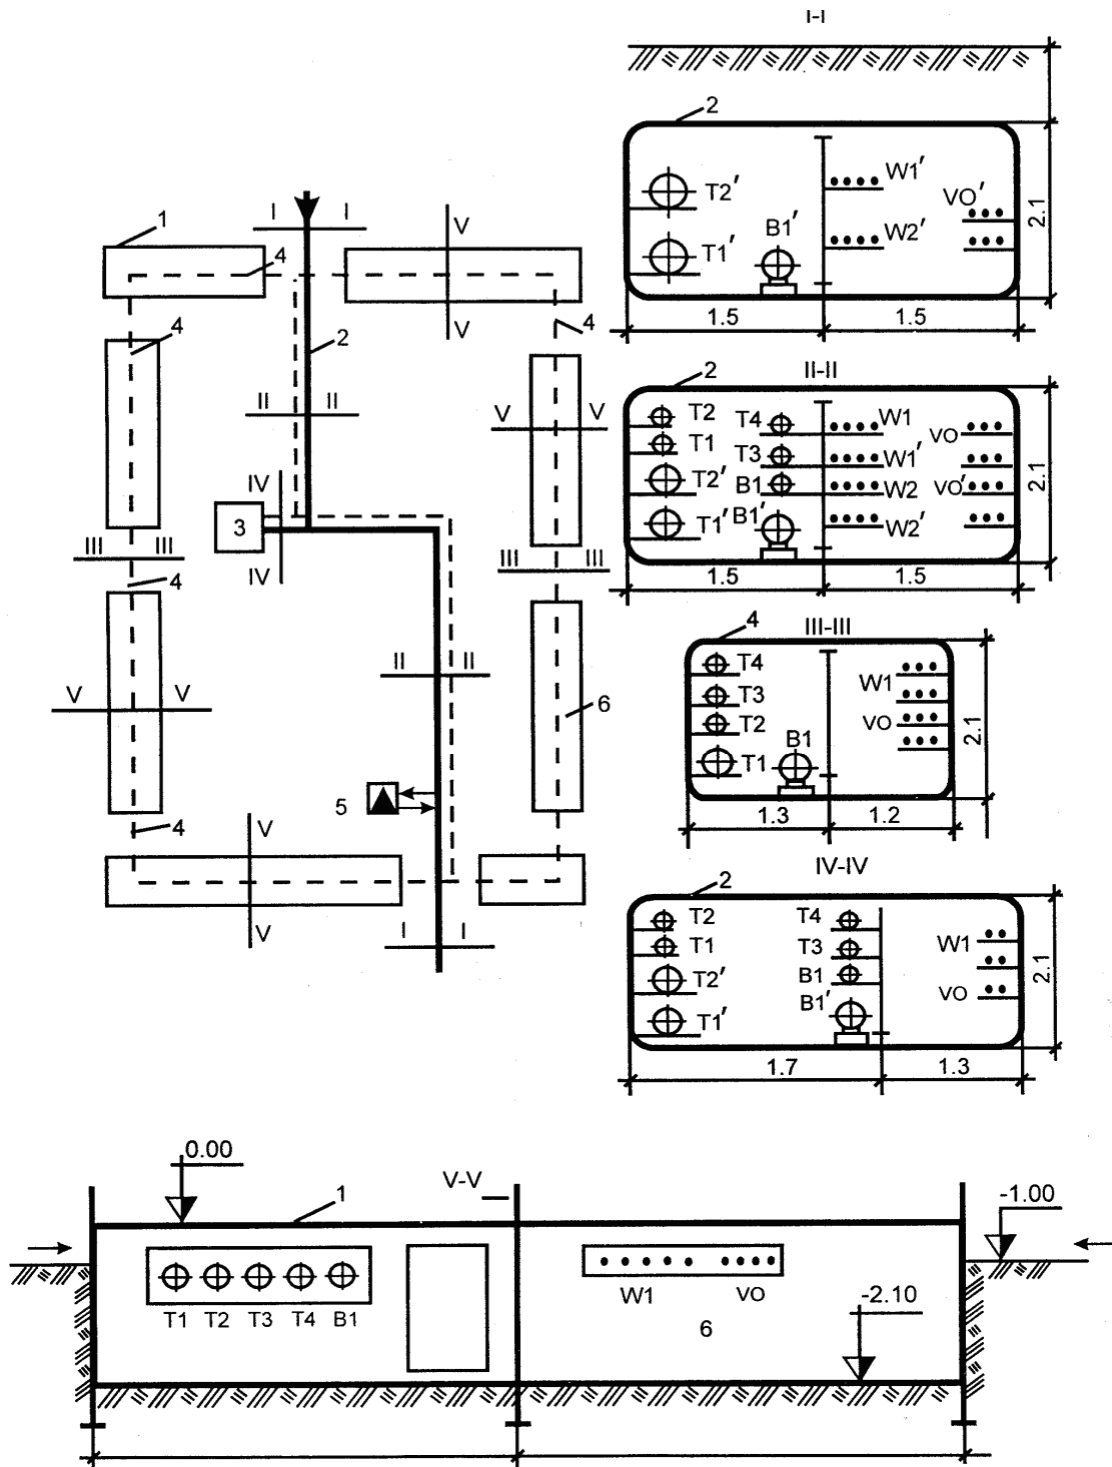 I-I
2
T2′
T1′
B1′
W1′
W2′
VO′
2.1
1.5
1.5
1
4
I
I
V
V
4
2
4
II
II
V
V
IV
3
IV
III
III
4
III
III
II
II
V
V
6
5
4
V
V
I
I
II-II
2
T2
T1
T2′
T1′
T4
T3
B1
B1′
W1
W1′
W2
W2′
VO
VO′
2.1
1.5
1.5
III-III
4
T4
T3
T2
T1
B1
W1
VO
2.1
1.3
1.2
IV-IV
2
T2
T1
T2′
T1′
T4
T3
B1
B1′
W1
VO
2.1
1.7
1.3
0.00
1
V-V
-1.00
T1 T2 T3 T4 B1
W1 VO
-2.10
6